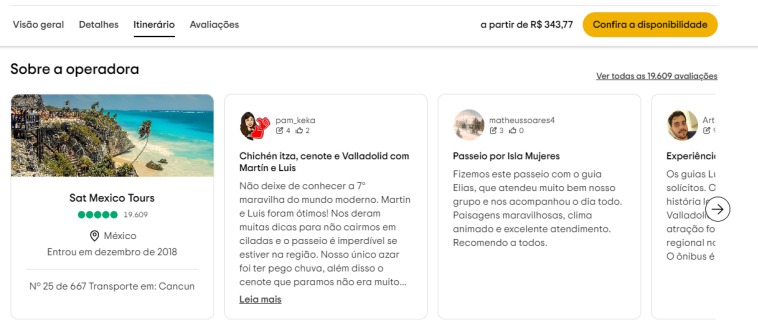 Visão geral Detalhes Itinerário Avaliações a partir de R$ 343,77 Confira a disponibilidade
Sobre a operadora
Ver todas as 19.609 avaliações
Sat Mexico Tours
19.609
México
Entrou em dezembro de 2018
Nº 25 de 667 Transporte em: Cancun
pam_keka
4 2
Chichén itza, cenote e Valladolid com
Martín e Luis
Não deixe de conhecer a 7°
maravilha do mundo moderno. Martin
e Luis foram ótimos! Nos deram
muitas dicas para não cairmos em
ciladas e o passeio é imperdível se
estiver na região. Nosso único azar
foi ter pego chuva, além disso o
cenote que paramos não era muito...
Leia mais
matheussoares4
3 0
Passeio por Isla Mujeres
Fizemos este passeio com o guia
Elias, que atendeu muito bem nosso
grupo e nos acompanhou o dia todo.
Paisagens maravilhosas, clima
animado e excelente atendimento.
Recomendo a todos.
Art
Os guias
solícitos.
história
atração fo
regional
O ônibus é